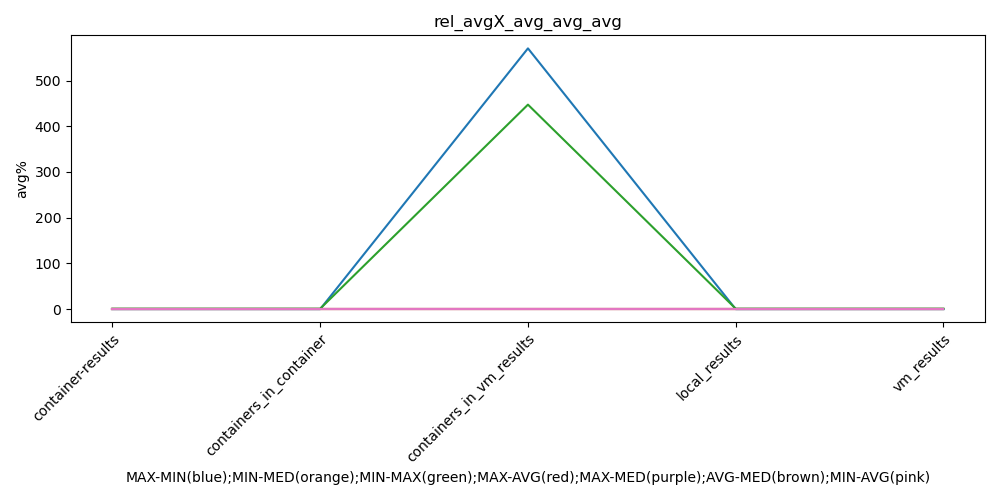 rel_avgX_avg_avg_avg
avg%
500
400
300
200
100
0
container-results
containers_in_container
containers_in_vm_results
local_results
vm_results
MAX-MIN(blue);MIN-MED(orange);MIN-MAX(green);MAX-AVG(red);MAX-MED(purple);AVG-MED(brown);MIN-AVG(pink)